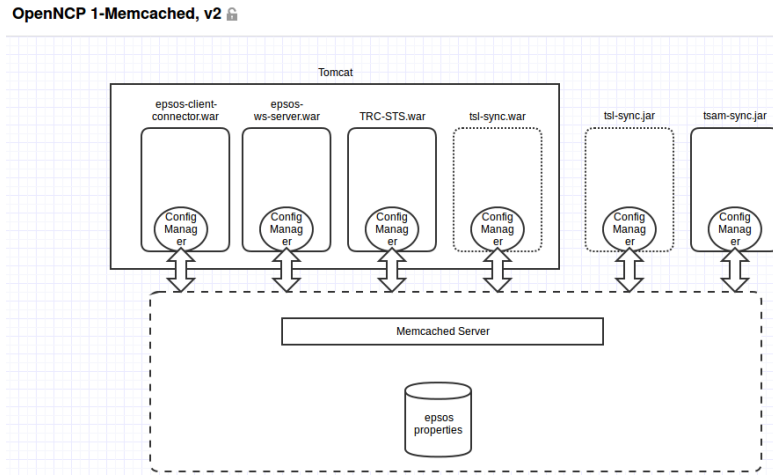 OpenNCP 1-Memcached, v2
Tomcat
epsos-client-
connector.war
epsos-
ws-server.war
TRC-STS.war
tsl-sync.war
tsl-sync.jar
tsam-sync.jar
Config
Manag
er
Config
Manag
er
Config
Manag
er
Config
Manag
er
Config
Manag
er
Config
Manag
er
Memcached Server
epsos
properties